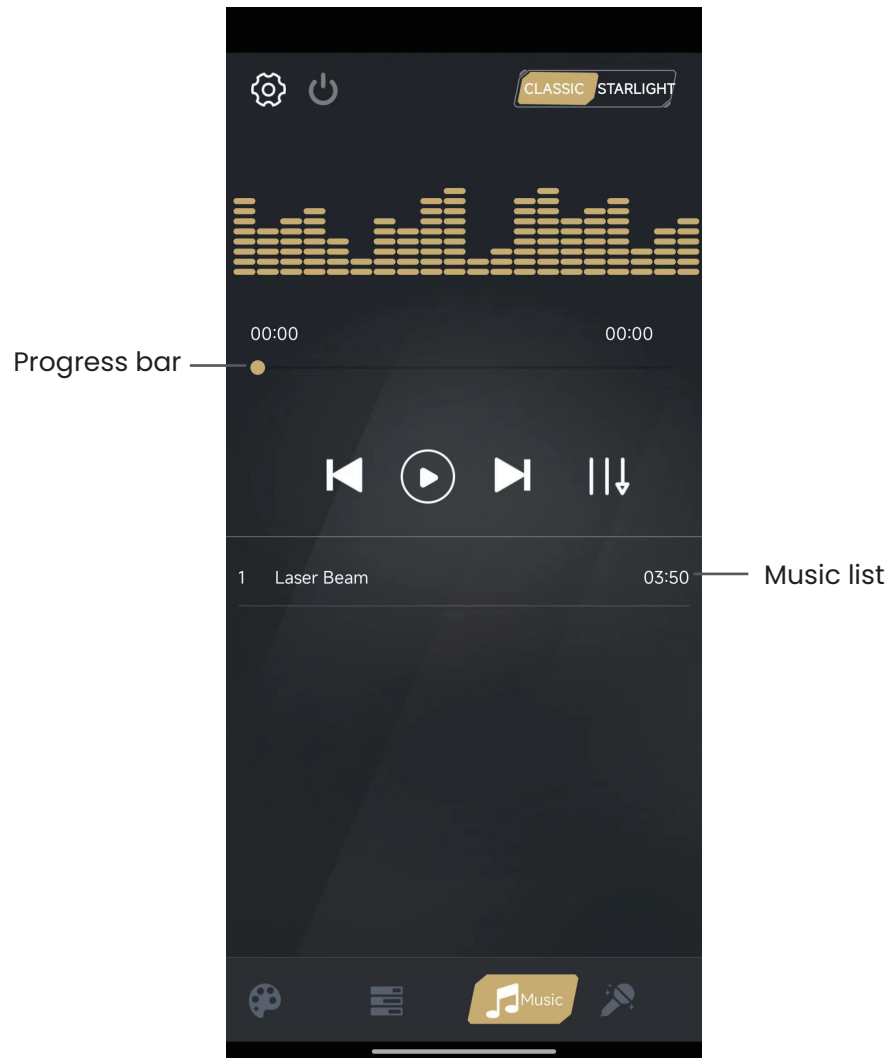 CLASSIC STARLIGHT
00:00 00:00
Progress bar
1 Laser Beam 03:50
Music list
Music